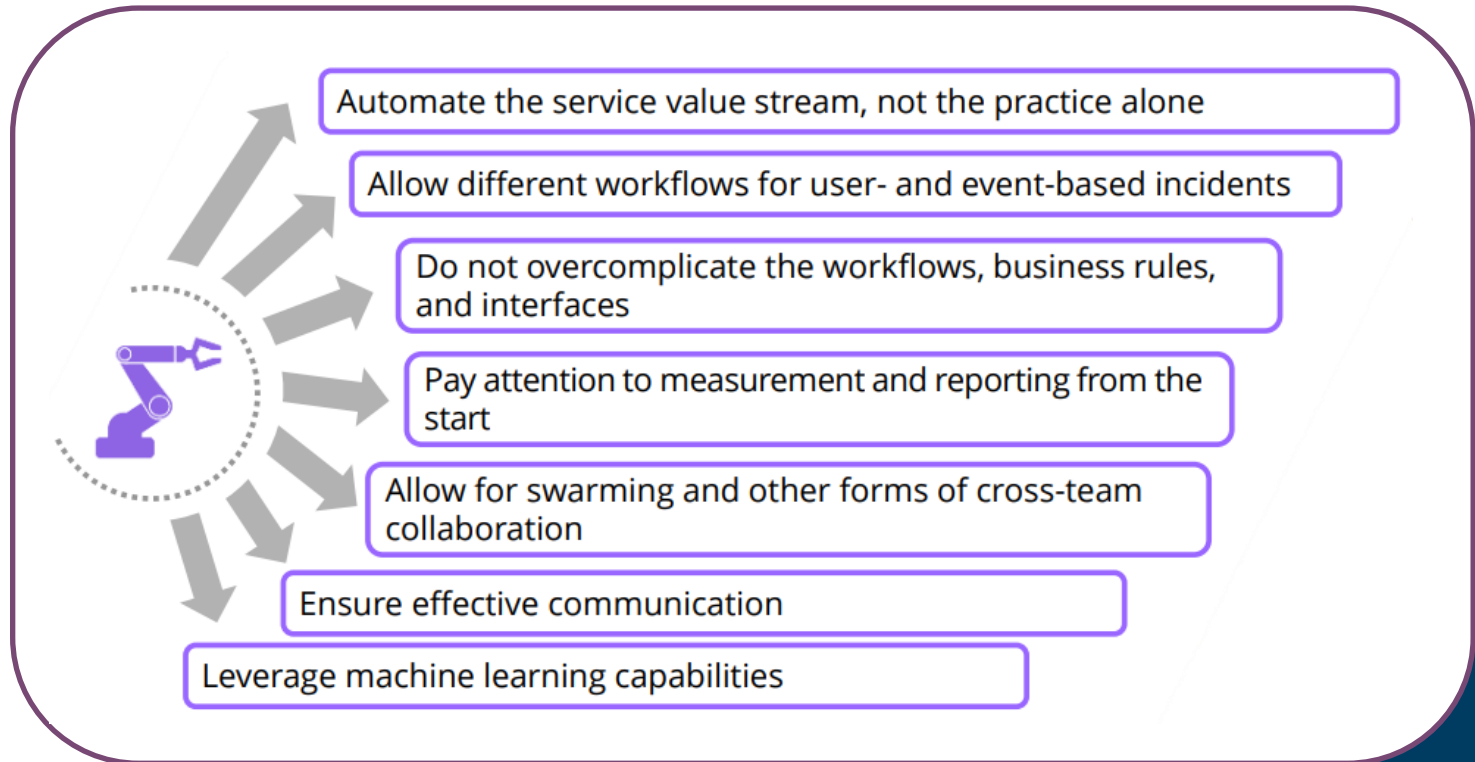 Automate the service value stream, not the practice alone
Allow different workflows for user- and event-based incidents
Do not overcomplicate the workflows, business rules,
and interfaces
Pay attention to measurement and reporting from the
start
Allow for swarming and other forms of cross-team
collaboration
Ensure effective communication
Leverage machine learning capabilities